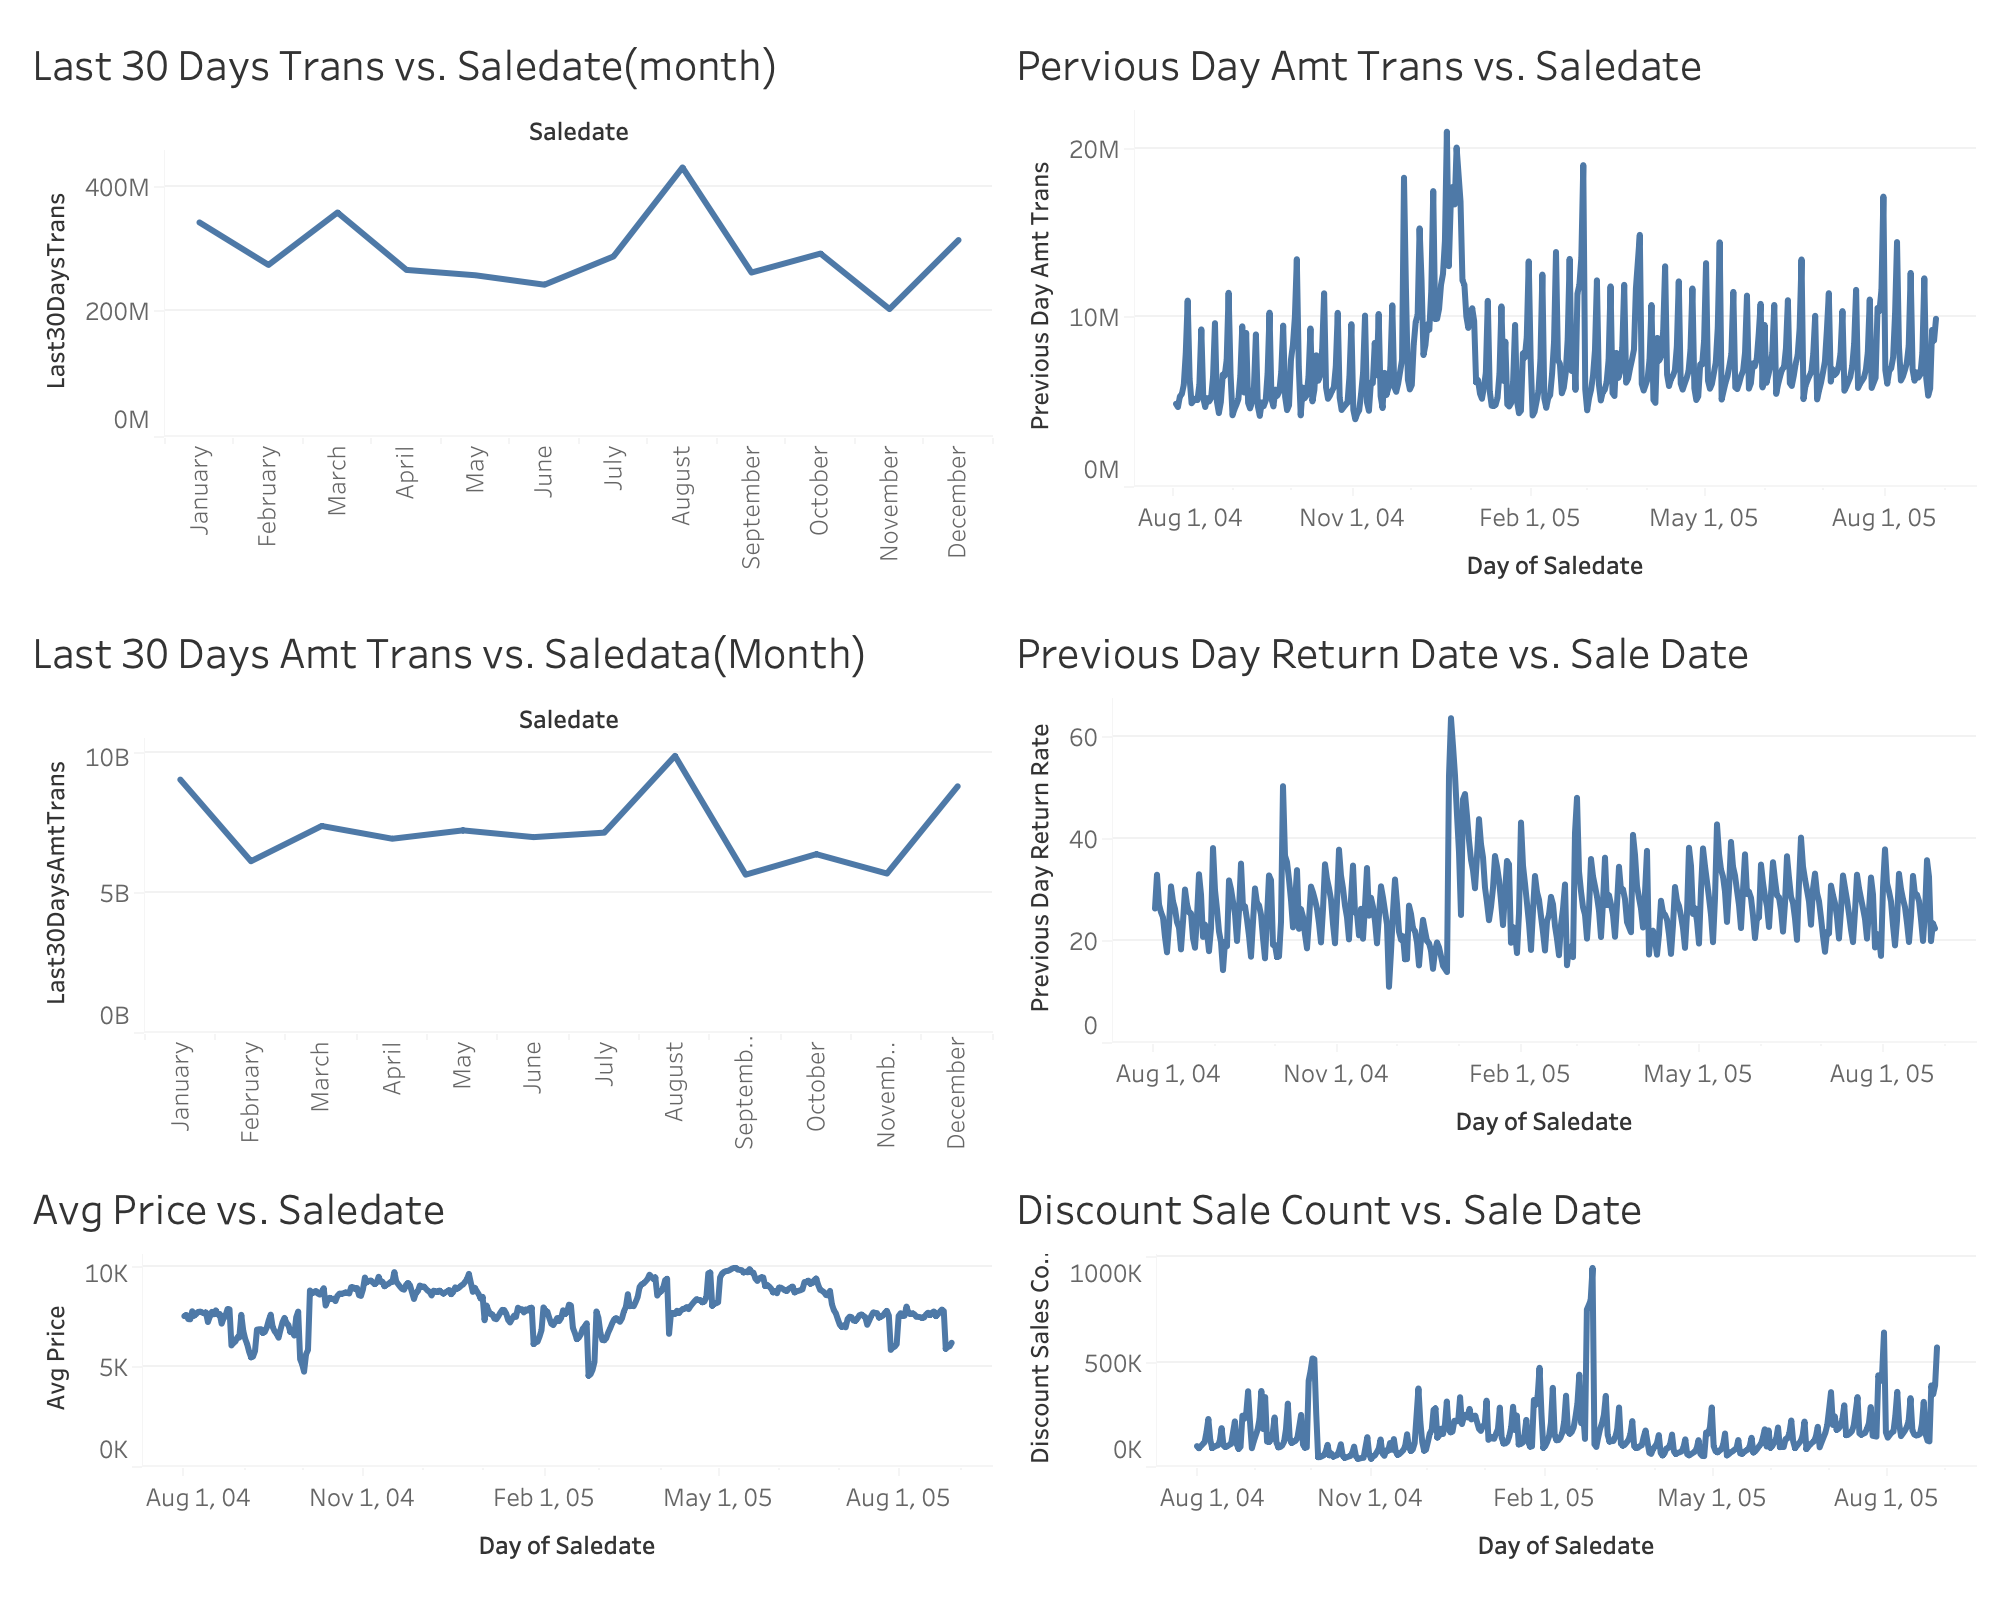 Last 30 Days Trans vs. Saledate(month)
Saledate
Last30DaysTrans
400M
200M
0M
January
February
March
April
May
June
July
August
September
October
November
December
Pervious Day Amt Trans vs. Saledate
Previous Day Amt Trans
20M
10M
0M
Aug 1, 04
Nov 1, 04
Feb 1, 05
May 1, 05
Aug 1, 05
Day of Saledate
Last 30 Days Amt Trans vs. Saledata(Month)
Saledate
Last30DaysAmtTrans
10B
5B
0B
January
February
March
April
May
June
July
August
Septemb..
October
Novemb..
December
Previous Day Return Date vs. Sale Date
Previous Day Return Rate
60
40
20
0
Aug 1, 04
Nov 1, 04
Feb 1, 05
May 1, 05
Aug 1, 05
Day of Saledate
Avg Price vs. Saledate
Avg Price
10K
5K
0K
Aug 1, 04
Nov 1, 04
Feb 1, 05
May 1, 05
Aug 1, 05
Day of Saledate
Discount Sale Count vs. Sale Date
Discount Sales Co..
1000K
500K
0K
Aug 1, 04
Nov 1, 04
Feb 1, 05
May 1, 05
Aug 1, 05
Day of Saledate